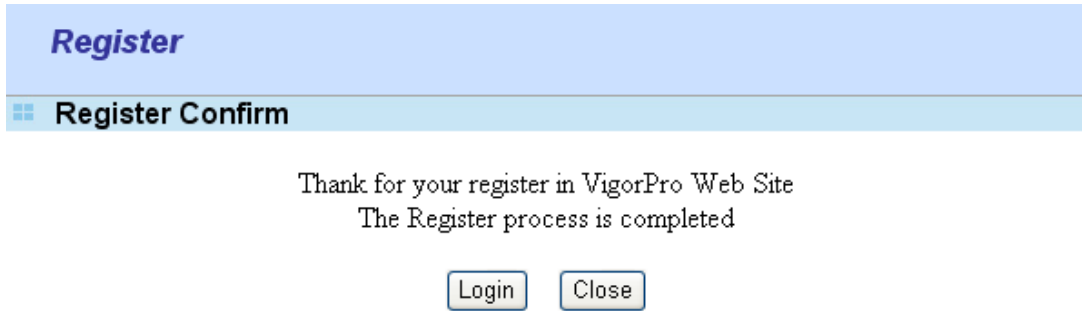 Register
Register Confirm
Thank for your register in VigorPro Web Site
The Register process is completed
Login Close